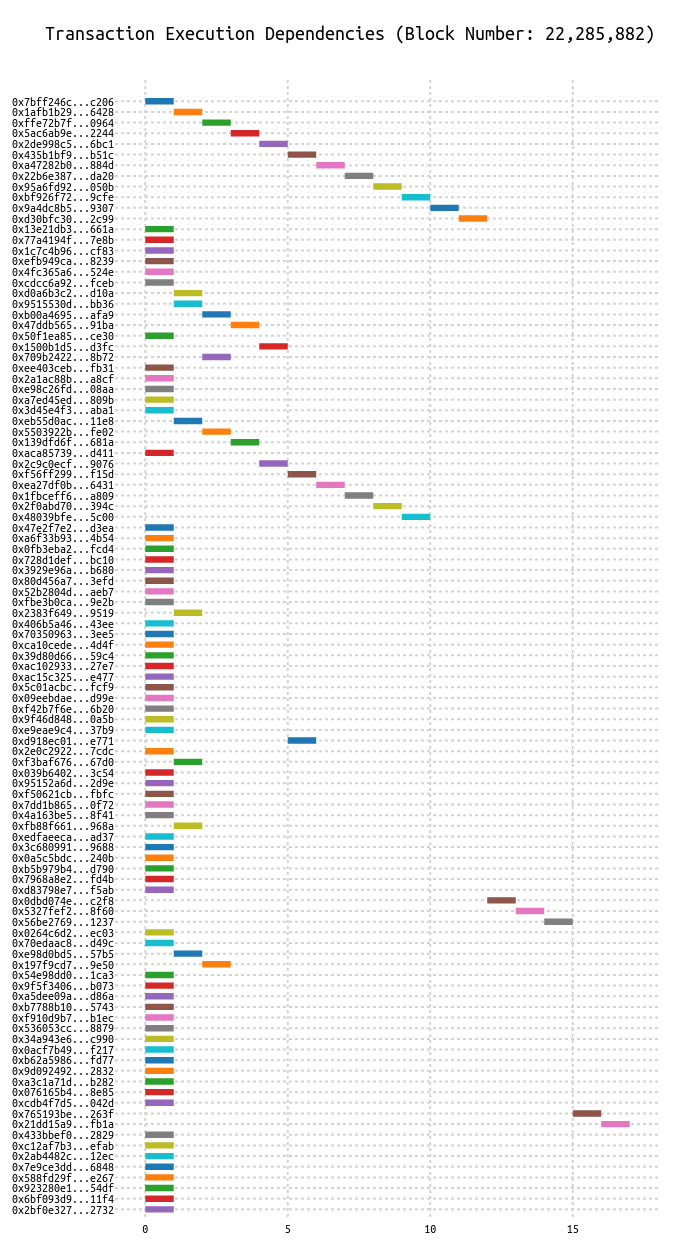 Transaction Execution Dependencies (Block Number: 22,285,882)
0x7bff246c...c206
0x1afb1b29...6428
0xffe72b7f...0964
0x5ac6ab9e...2244
0x2de998c5...6bc1
0x435b1bf9...b51c
0xa47282b0...884d
0x22b6e387...da20
0x95a6fd92...050b
0xbf926f72...9cfe
0x9a4dc8b5...9307
0xd30bfc30...2c99
0x13e21db3...661a
0x77a4194f...7e8b
0x1c7c4b96...cf83
0xefb949ca...8239
0x4fc365a6...524e
0xcdcc6a92...fceb
0xd0a6b3c2...d10a
0x9515530d...bb36
0xb00a4695...afa9
0x47ddb565...91ba
0x50f1ea85...ce30
0x1500b1d5...d3fc
0x709b2422...8b72
0xee403ceb...fb31
0x2a1ac88b...a8cf
0xe98c26fd...08aa
0xa7ed45ed...809b
0x3d45e4f3...aba1
0xeb55d0ac...11e8
0x5503922b...fe02
0x139dfd6f...681a
0xaca85739...d411
0x2c9c0ecf...9076
0xf56ff299...f15d
0xea27df0b...6431
0x1fbceff6...a809
0x2f0abd70...394c
0x48039bfe...5c00
0x47e2f7e2...d3ea
0xa6f33b93...4b54
0x0fb3eba2...fcd4
0x728d1def...bc10
0x3929e96a...b680
0x80d456a7...3efd
0x52b2804d...aeb7
0xfbe3b0ca...9e2b
0x2383f649...9519
0x406b5a46...43ee
0x70350963...3ee5
0xca10cede...4d4f
0x39d80d66...59c4
0xac102933...27e7
0xac15c325...e477
0x5c01acbc...fcf9
0x09eebdae...d99e
0xf42b7f6e...6b20
0x9f46d848...0a5b
0xe9eae9c4...37b9
0xd918ec01...e771
0x2e0c2922...7cdc
0xf3baf676...67d0
0x039b6402...3c54
0x95152a6d...2d9e
0xf50621cb...fbfc
0x7dd1b865...0f72
0x4a163be5...8f41
0xfb88f661...968a
0xedfaeeca...ad37
0x3c680991...9688
0x0a5c5bdc...240b
0xb5b979b4...d790
0x7968a8e2...fd4b
0xd83798e7...f5ab
0x0dbd074e...c2f8
0x5327fef2...8f60
0x56be2769...1237
0x0264c6d2...ec03
0x70edaac8...d49c
0xe98d0bd5...57b5
0x197f9cd7...9e50
0x54e98dd0...1ca3
0x9f5f3406...b073
0xa5dee09a...d86a
0xb7788b10...5743
0xf910d9b7...b1ec
0x536053cc...8879
0x34a943e6...c990
0x0acf7b49...f217
0xb62a5986...fd77
0x9d092492...2832
0xa3c1a71d...b282
0x076165b4...8e85
0xcdb4f7d5...042d
0x765193be...263f
0x21dd15a9...fb1a
0x433bbef0...2829
0xc12af7b3...efab
0x2ab4482c...12ec
0x7e9ce3dd...6848
0x588fd29f...e267
0x923280e1...54df
0x6bf093d9...11f4
0x2bf0e327...2732
0 5 10 15